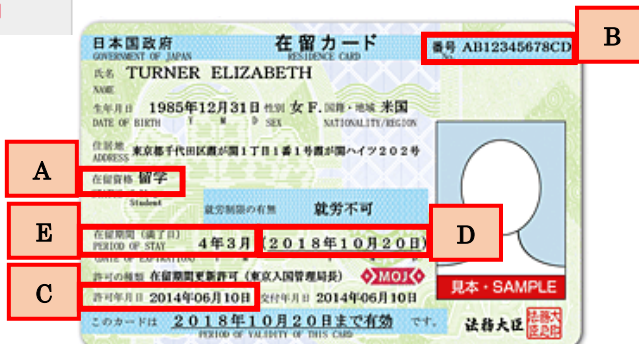 日本国政府 在留カード 番号 AB12345678CD B
GOVERNMENT OF JAPAN RESIDENCE CARD No.
氏名 TURNER ELIZABETH
NAME
生年月日 1985年12月31日 性別 女 F. 国籍・地域 米国
DATE OF BIRTH Y M D SEX NATIONALITY/REGION
住居地
ADDRESS 東京都千代田区霞が関1丁目1番1号霞が関ハイツ202号
A 在留資格 留学
Student
就労制限の有無 就労不可
E 在留期間(満了日) 4年3月 (2018年10月20日) D
PERIOD OF STAY
(DATE OF EXPIRATION)
許可の種類 在留期間更新許可(東京入国管理局長) MOJ
C 許可年月日 2014年06月10日 交付年月日 2014年06月10日
見本・SAMPLE
このカードは 2018年10月20日まで有効 です。
PERIOD OF VALIDITY OF THIS CARD
法務大臣